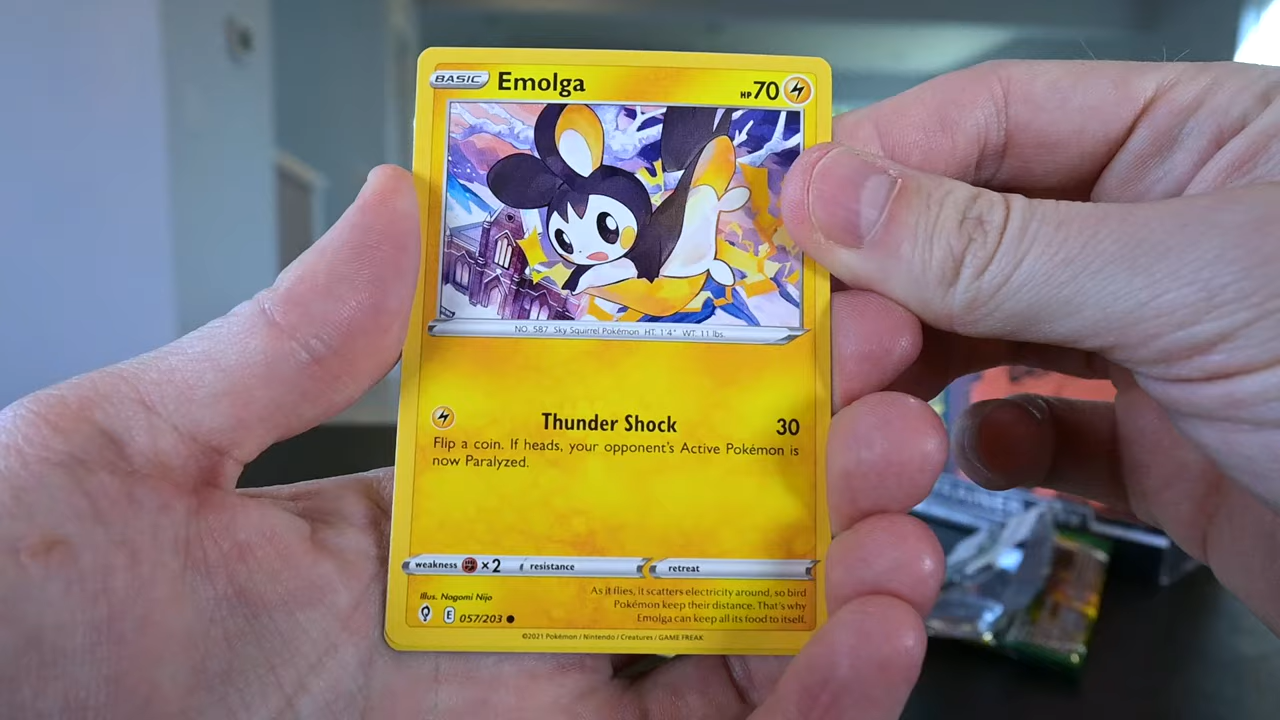 BASIC Emolga HP 70
NO. 587 Sky Squirrel Pokémon HT: 1'4" WT: 11 lbs.
Thunder Shock 30
Flip a coin. If heads, your opponent's Active Pokémon is
now Paralyzed.
weakness ×2 resistance retreat
As it flies, it scatters electricity around, so bird
Pokémon keep their distance. That's why
Emolga can keep all its food to itself.
Illus. Nagomi Nijo
E 057/203
©2021 Pokémon / Nintendo / Creatures / GAME FREAK